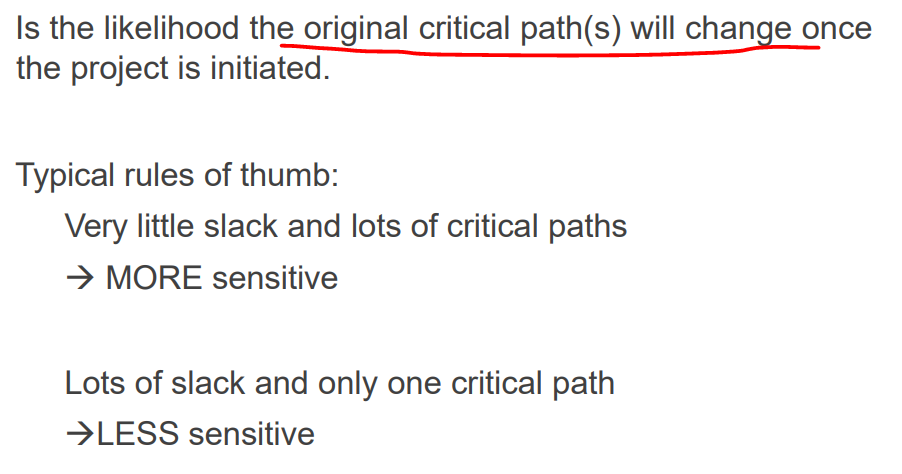 Is the likelihood the original critical path(s) will change once
the project is initiated.
Typical rules of thumb:
Very little slack and lots of critical paths
→ MORE sensitive
Lots of slack and only one critical path
→LESS sensitive